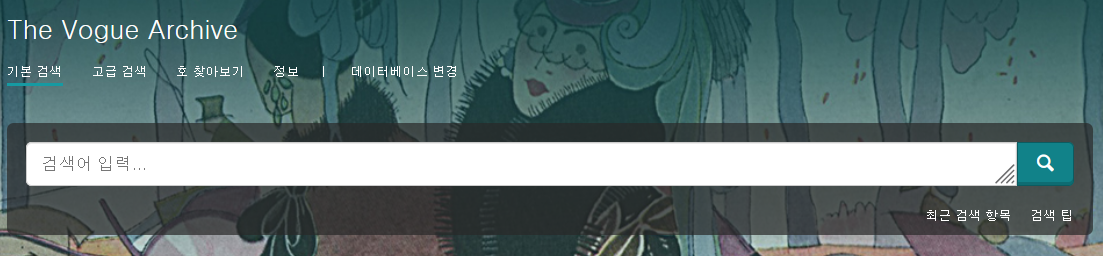 The Vogue Archive
기본 검색 고급 검색 호 찾아보기 정보 | 데이터베이스 변경
검색어 입력...
최근 검색 항목 검색 팁